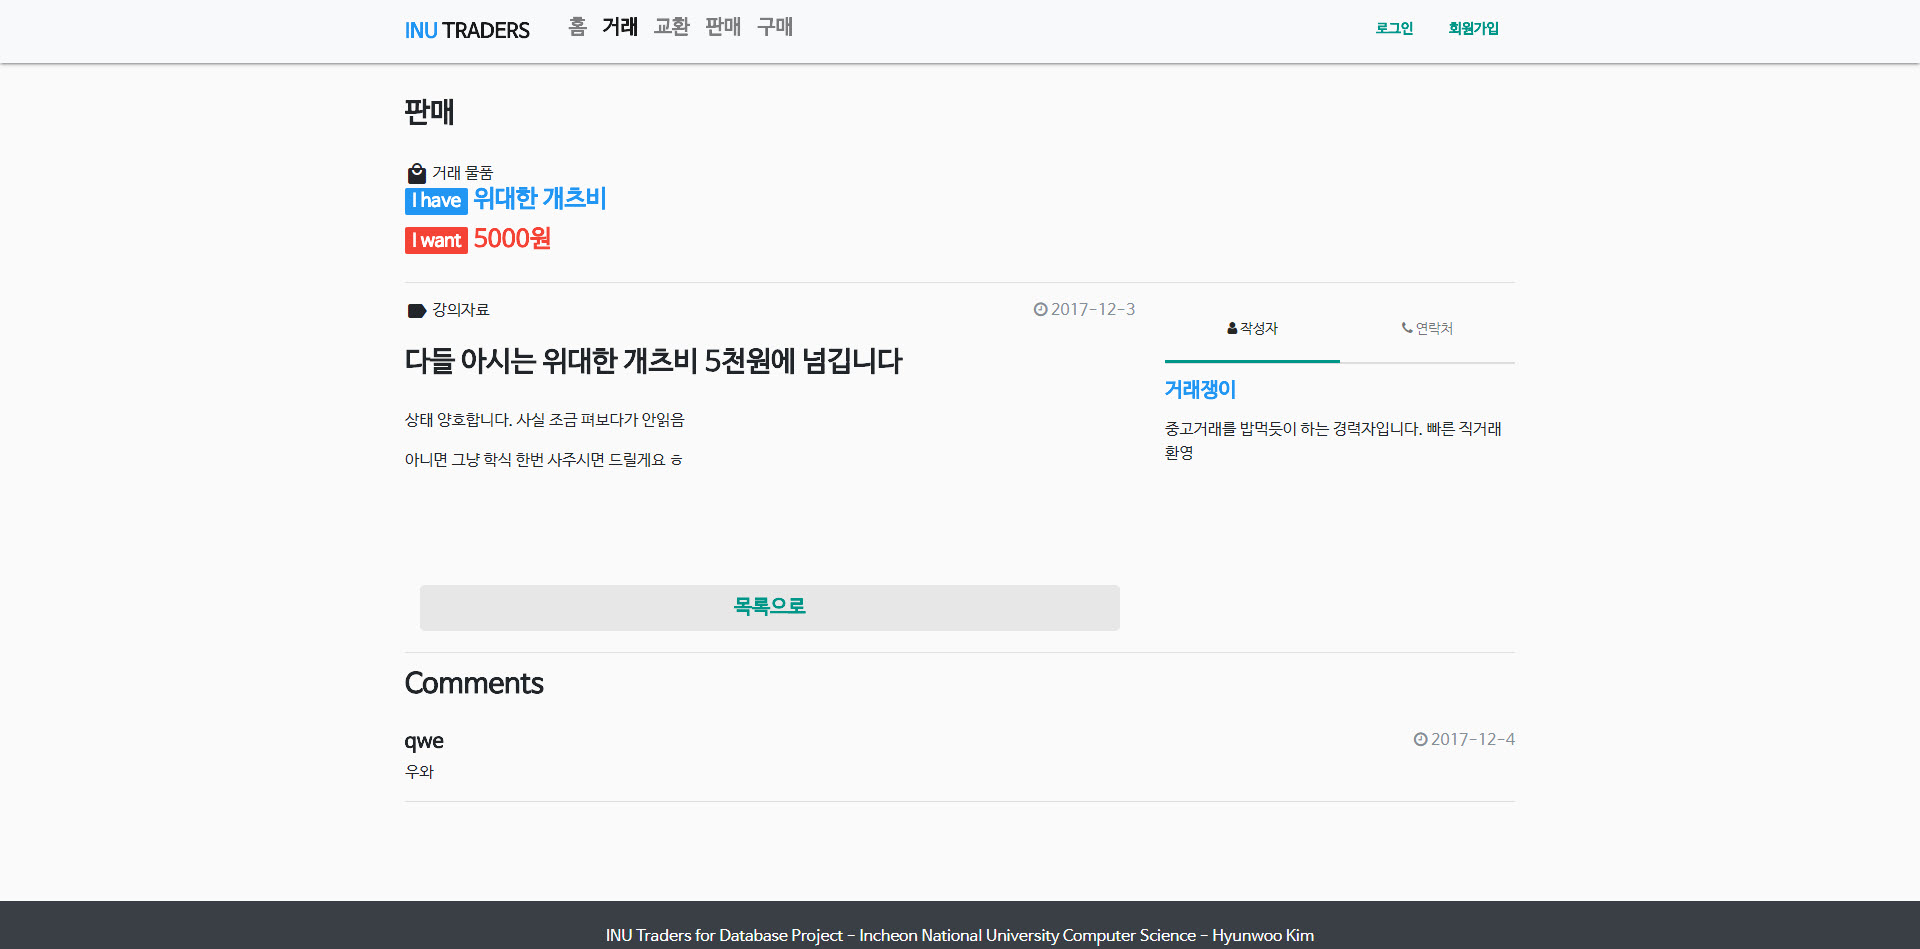 INU TRADERS 홈 거래 교환 판매 구매 로그인 회원가입
판매
거래 물품
I have 위대한 개츠비
I want 5000원
강의자료 2017-12-3
다들 아시는 위대한 개츠비 5천원에 넘깁니다
상태 양호합니다. 사실 조금 펴보다가 안읽음
아니면 그냥 학식 한번 사주시면 드릴게요 ㅎ
작성자 연락처
거래쟁이
중고거래를 밥먹듯이 하는 경력자입니다. 빠른 직거래
환영
목록으로
Comments
qwe 2017-12-4
우와
INU Traders for Database Project - Incheon National University Computer Science - Hyunwoo Kim